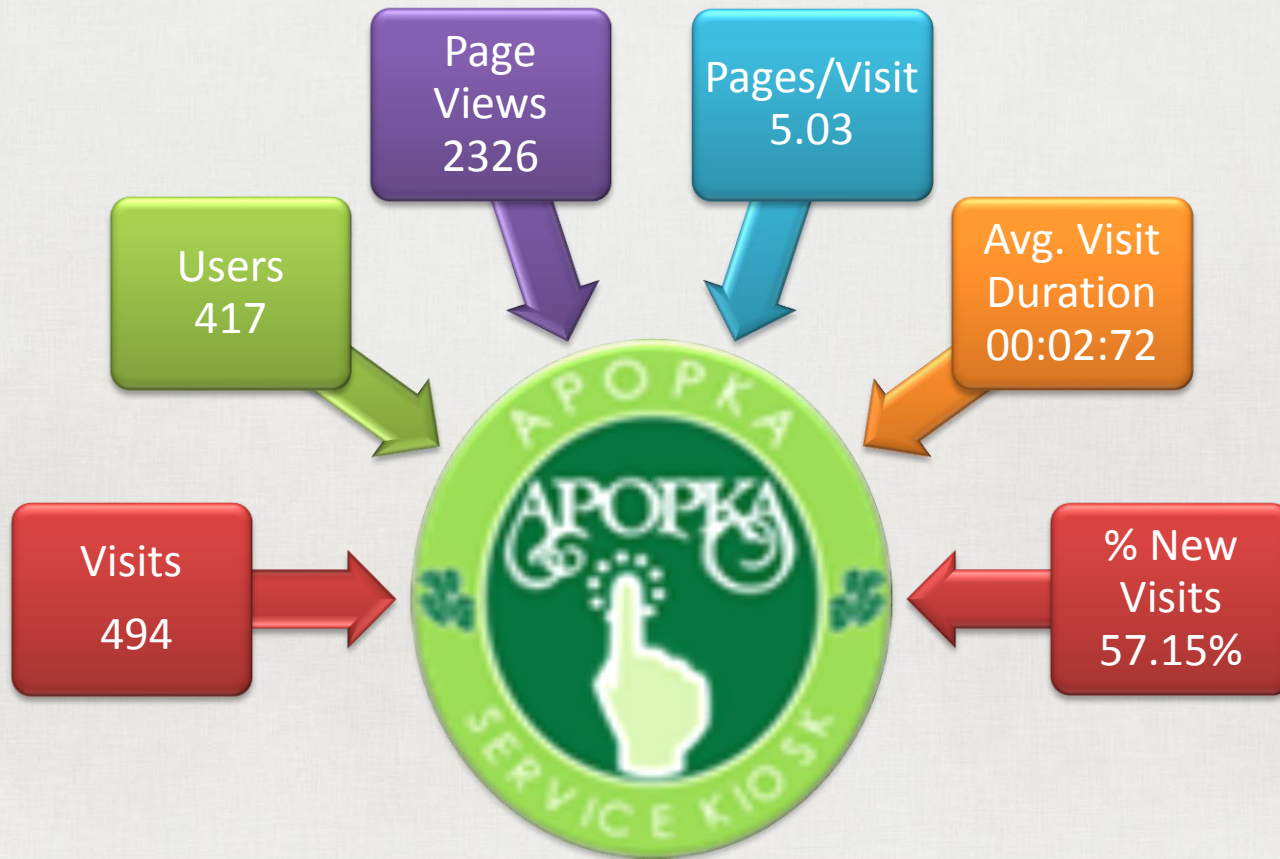 Page
Views
2326
Pages/Visit
5.03
Users
417
Avg. Visit
Duration
00:02:72
Visits
494
% New
Visits
57.15%
APOPKA
APOPKA
SERVICE KIOSK